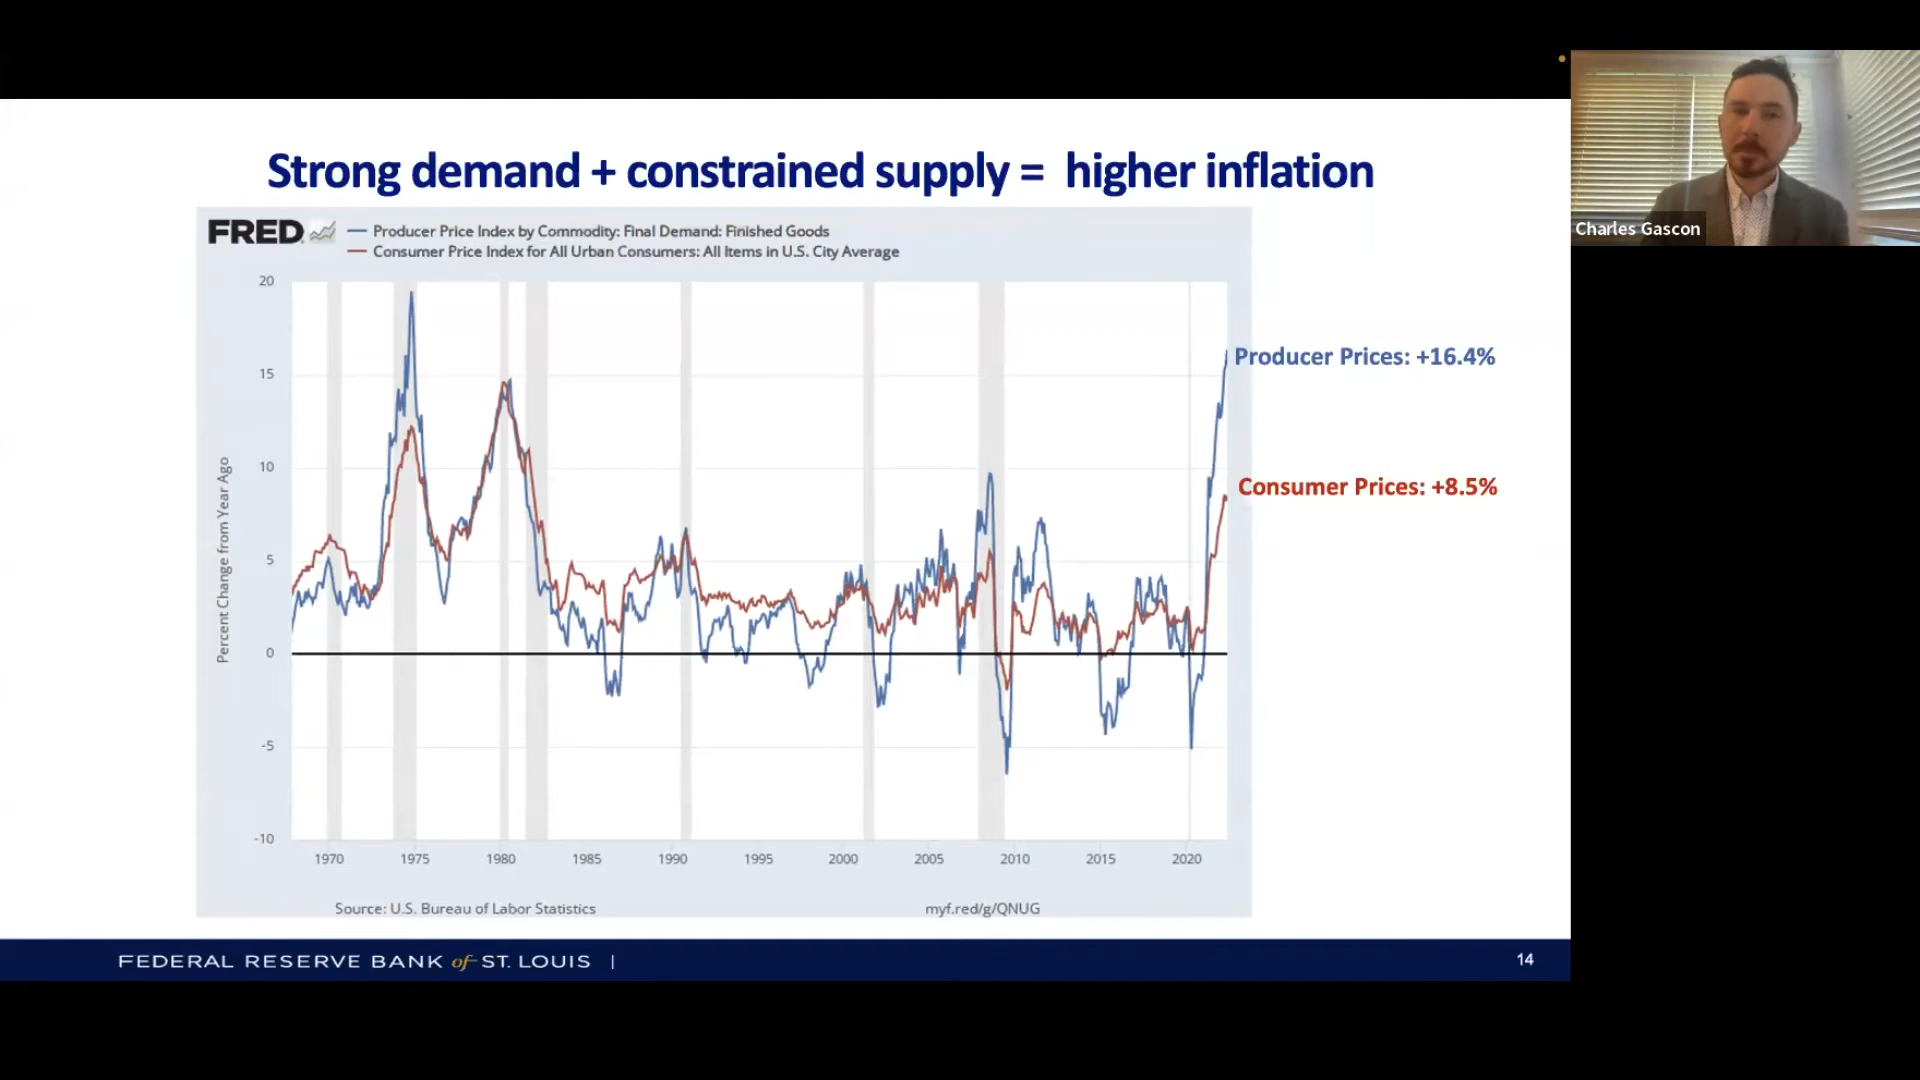 Strong demand + constrained supply = higher inflation
FRED
Producer Price Index by Commodity: Final Demand: Finished Goods
Consumer Price Index for All Urban Consumers: All Items in U.S. City Average
20
15
10
5
0
-5
-10
Percent Change from Year Ago
1970 1975 1980 1985 1990 1995 2000 2005 2010 2015 2020
Producer Prices: +16.4%
Consumer Prices: +8.5%
Source: U.S. Bureau of Labor Statistics
myf.red/g/QNUG
FEDERAL RESERVE BANK of ST. LOUIS |
14
Charles Gascon